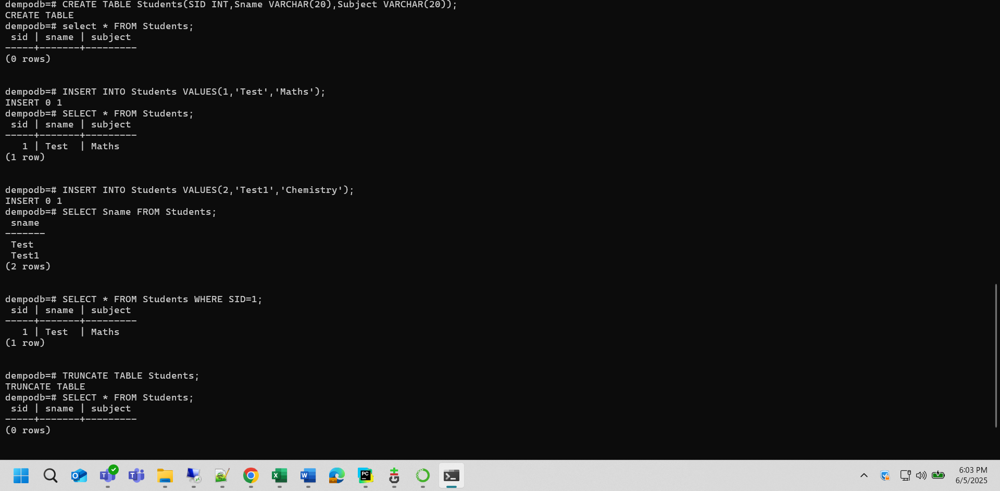 dempodb=# CREATE TABLE Students(SID INT,Sname VARCHAR(20),Subject VARCHAR(20));
CREATE TABLE
dempodb=# select * FROM Students;
 sid | sname | subject
-----+-------+---------
(0 rows)
dempodb=# INSERT INTO Students VALUES(1,'Test','Maths');
INSERT 0 1
dempodb=# SELECT * FROM Students;
 sid | sname | subject
-----+-------+---------
   1 | Test  | Maths
(1 row)
dempodb=# INSERT INTO Students VALUES(2,'Test1','Chemistry');
INSERT 0 1
dempodb=# SELECT Sname FROM Students;
 sname
-------
 Test
 Test1
(2 rows)
dempodb=# SELECT * FROM Students WHERE SID=1;
 sid | sname | subject
-----+-------+---------
   1 | Test  | Maths
(1 row)
dempodb=# TRUNCATE TABLE Students;
TRUNCATE TABLE
dempodb=# SELECT * FROM Students;
 sid | sname | subject
-----+-------+---------
(0 rows)
6:03 PM
6/5/2025